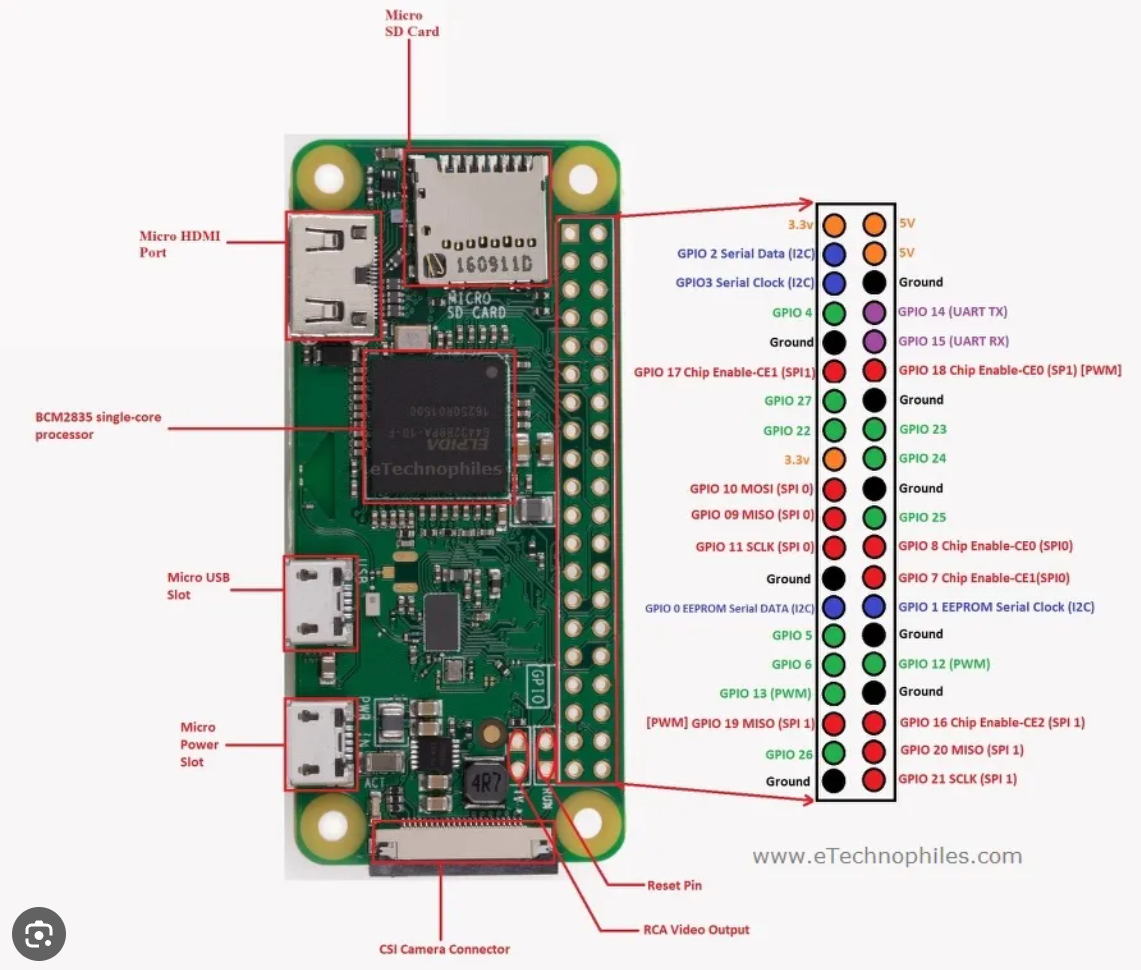 Micro
SD Card
Micro HDMI
Port
160911D
MICRO
SD CARD
BCM2835 single-core
processor
ELPIDA
eTechnophiles
Micro USB
Slot
USB
Micro
Power
Slot
PWR IN
ACT
4R7
GPIO
TV
RUN
3.3v
5V
GPIO 2 Serial Data (I2C)
5V
GPIO3 Serial Clock (I2C)
Ground
GPIO 4
GPIO 14 (UART TX)
Ground
GPIO 15 (UART RX)
GPIO 17 Chip Enable-CE1 (SPI1)
GPIO 18 Chip Enable-CE0 (SP1) [PWM]
GPIO 27
Ground
GPIO 22
GPIO 23
3.3v
GPIO 24
GPIO 10 MOSI (SPI 0)
Ground
GPIO 09 MISO (SPI 0)
GPIO 25
GPIO 11 SCLK (SPI 0)
GPIO 8 Chip Enable-CE0 (SPI0)
Ground
GPIO 7 Chip Enable-CE1(SPI0)
GPIO 0 EEPROM Serial DATA (I2C)
GPIO 1 EEPROM Serial Clock (I2C)
GPIO 5
Ground
GPIO 6
GPIO 12 (PWM)
GPIO 13 (PWM)
Ground
[PWM] GPIO 19 MISO (SPI 1)
GPIO 16 Chip Enable-CE2 (SPI 1)
GPIO 26
GPIO 20 MISO (SPI 1)
Ground
GPIO 21 SCLK (SPI 1)
www.eTechnophiles.com
Reset Pin
RCA Video Output
CSI Camera Connector